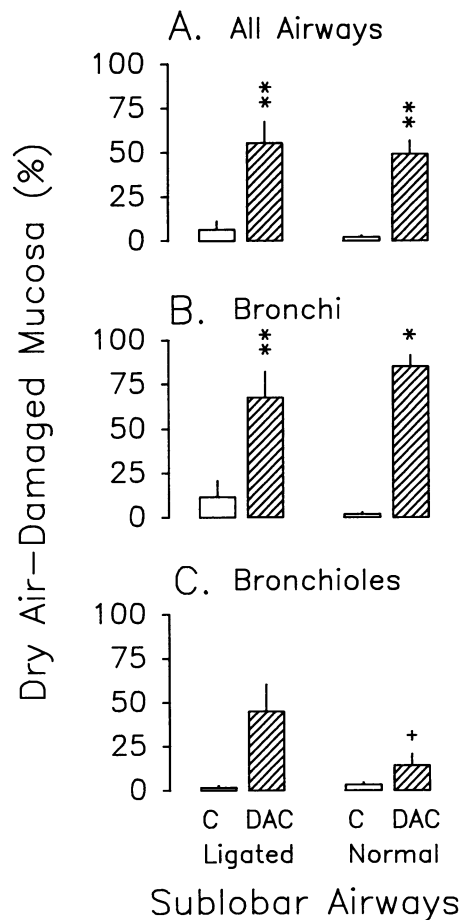 A. All Airways
100
75
50
25
0
**
**
B. Bronchi
100
75
50
25
0
**
*
C. Bronchioles
100
75
50
25
0
+
C DAC C DAC
Ligated Normal
Sublobar Airways
Dry Air-Damaged Mucosa (%)